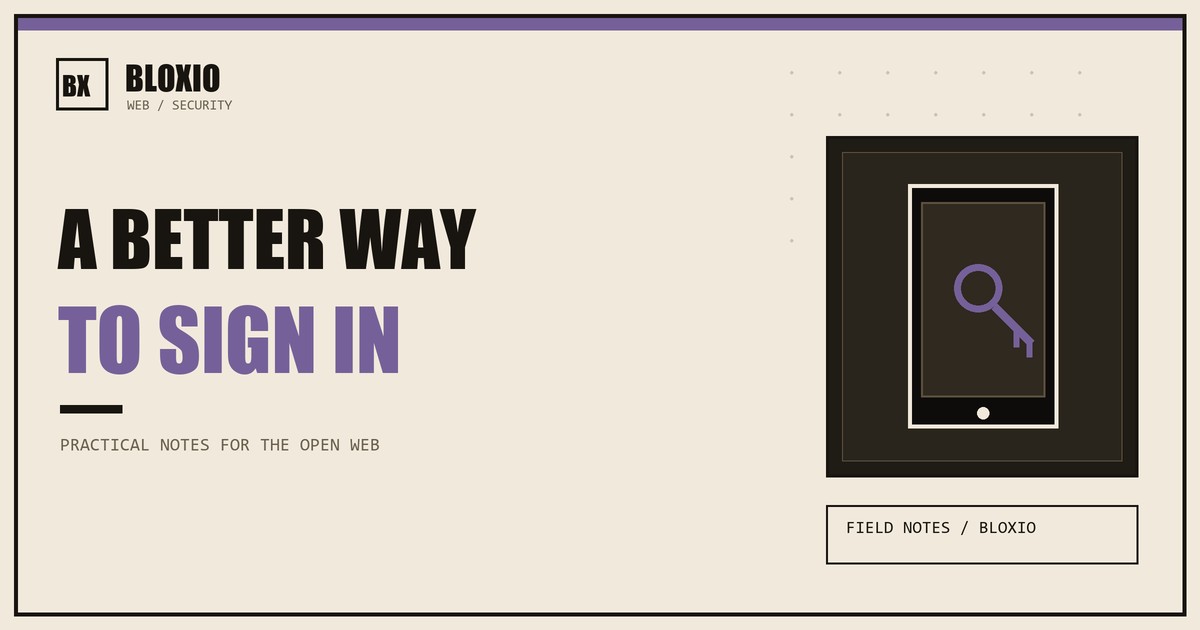 BX
BLOXIO
WEB / SECURITY
A BETTER WAY
TO SIGN IN
PRACTICAL NOTES FOR THE OPEN WEB
FIELD NOTES / BLOXIO